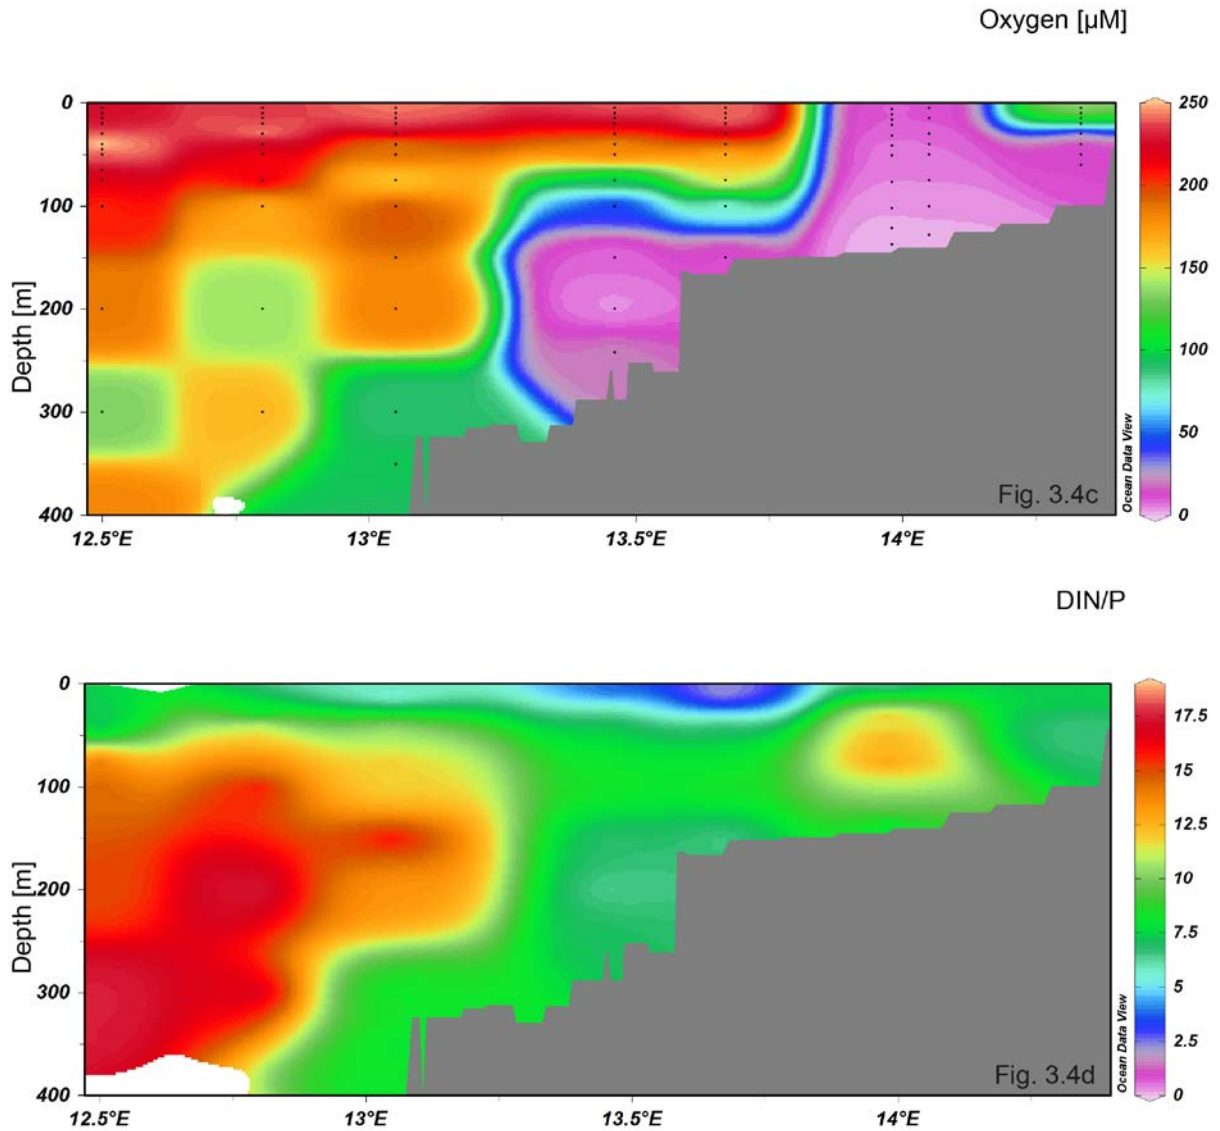 Oxygen [µM]
0
100
200
300
400
Depth [m]
12.5°E
13°E
13.5°E
14°E
Fig. 3.4c
Ocean Data View
250
200
150
100
50
0
DIN/P
0
100
200
300
400
Depth [m]
12.5°E
13°E
13.5°E
14°E
Fig. 3.4d
Ocean Data View
17.5
15
12.5
10
7.5
5
2.5
0